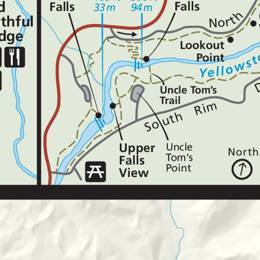 d
thful
dge
Falls
33m
94m
Falls
North
Lookout
Point
Yellowst
Uncle Tom's
Trail
South Rim
D
Upper
Falls
View
Uncle
Tom's
Point
North